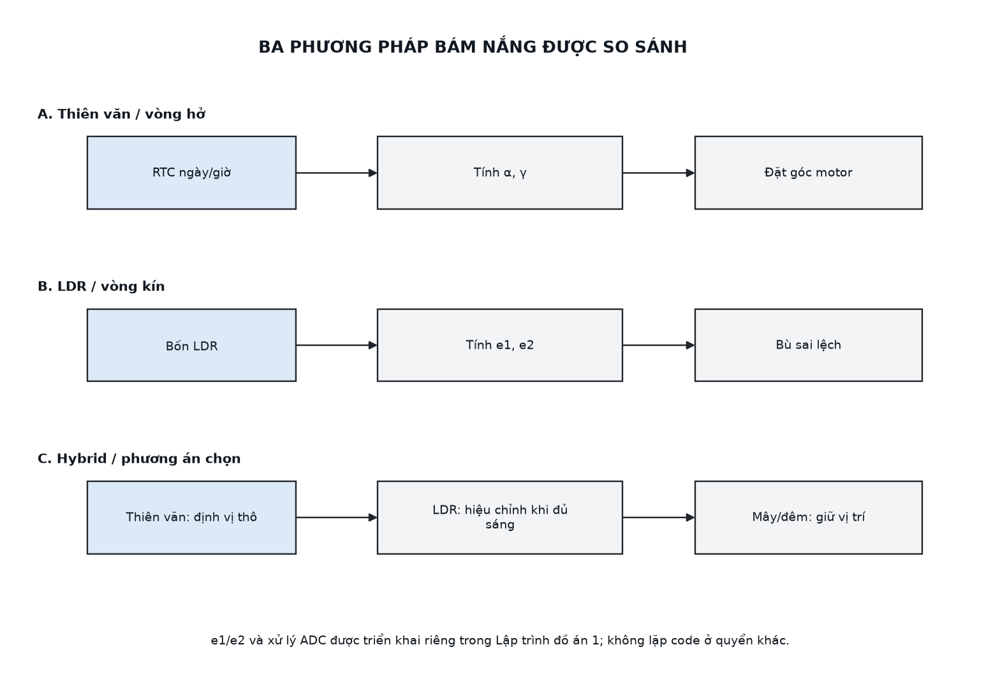 BA PHƯƠNG PHÁP BÁM NẮNG ĐƯỢC SO SÁNH
A. Thiên văn / vòng hở
RTC ngày/giờ
Tính α, γ
Đặt góc motor
B. LDR / vòng kín
Bốn LDR
Tính e1, e2
Bù sai lệch
C. Hybrid / phương án chọn
Thiên văn: định vị thô
LDR: hiệu chỉnh khi đủ
sáng
Mây/đêm: giữ vị trí
e1/e2 và xử lý ADC được triển khai riêng trong Lập trình đồ án 1; không lặp code ở quyển khác.